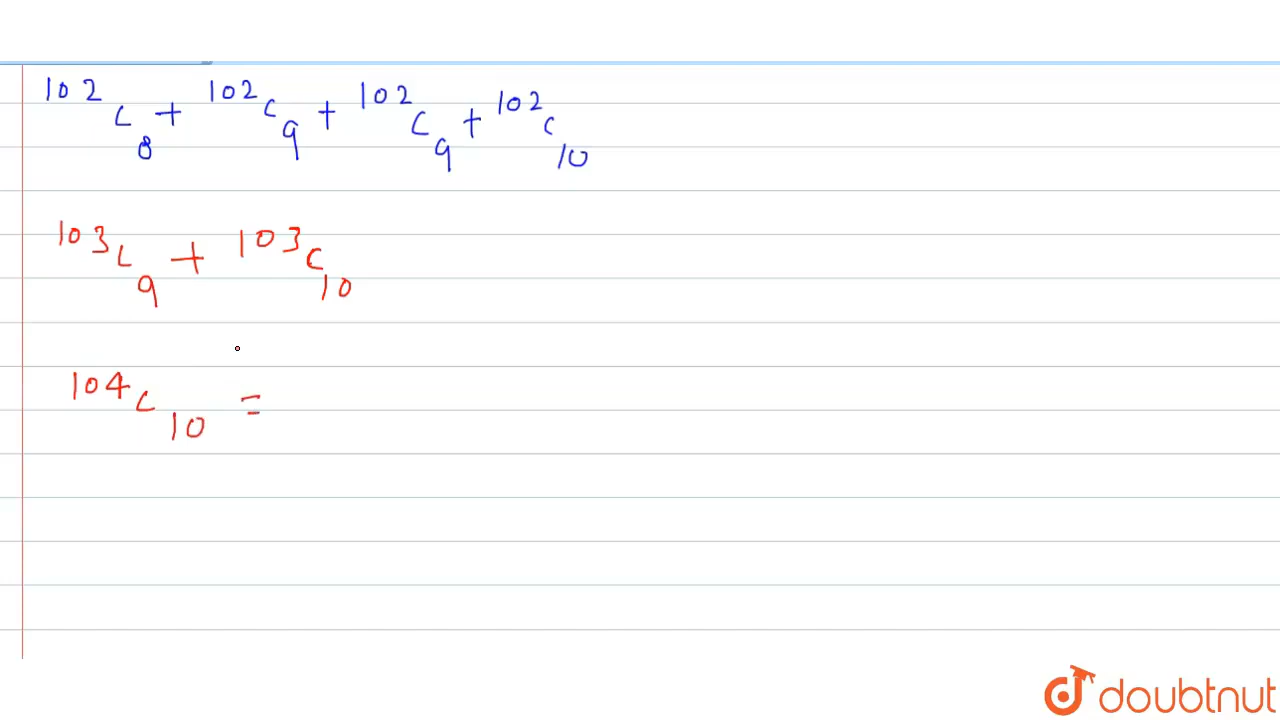 ¹⁰²C₈ + ¹⁰²C₉ + ¹⁰²C₉ + ¹⁰²C₁₀
¹⁰³C₉ + ¹⁰³C₁₀
¹⁰⁴C₁₀ =
doubtnut